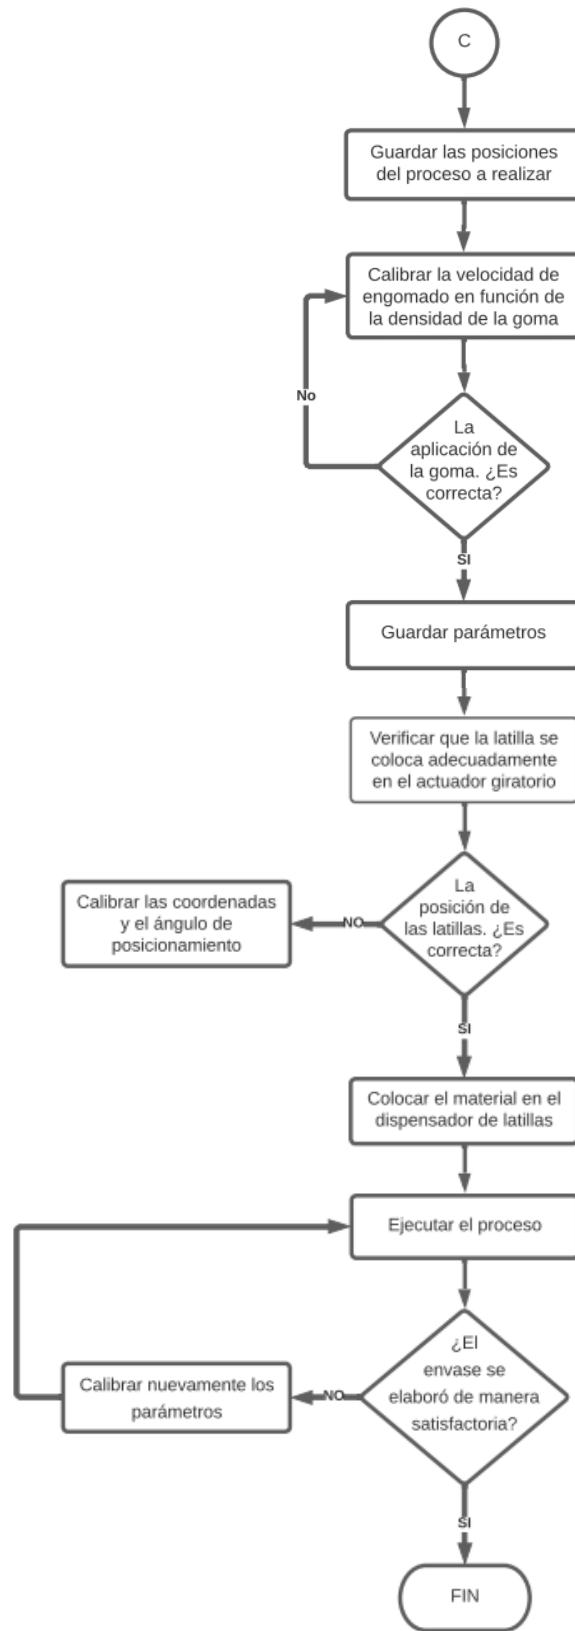 C
Guardar las posiciones
del proceso a realizar
Calibrar la velocidad de
engomado en función de
la densidad de la goma
No
La
aplicación de
la goma. ¿Es
correcta?
SI
Guardar parámetros
Verificar que la latilla se
coloca adecuadamente
en el actuador giratorio
La
posición de
las latillas. ¿Es
correcta?
NO
Calibrar las coordenadas
y el ángulo de
posicionamiento
SI
Colocar el material en el
dispensador de latillas
Ejecutar el proceso
¿El
envase se
elaboró de manera
satisfactoria?
NO
Calibrar nuevamente los
parámetros
SI
FIN